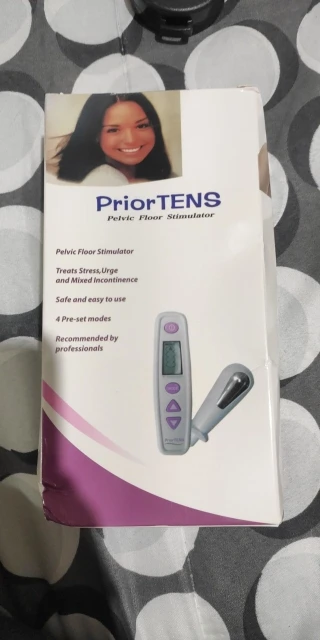 PriorTENS
Pelvic Floor Stimulator
Pelvic Floor Stimulator
Treats Stress,Urge
and Mixed Incontinence
Safe and easy to use
4 Pre-set modes
Recommended by
professionals
PriorTENS